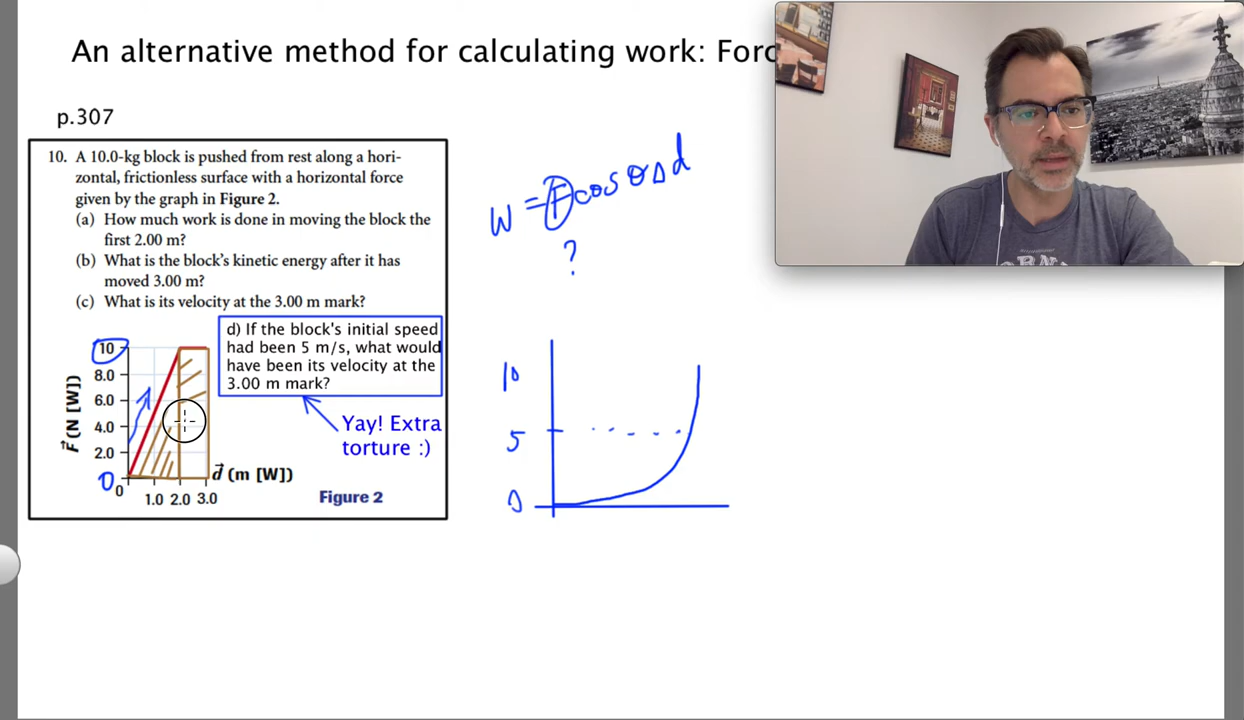 An alternative method for calculating work: Forc
p.307
10. A 10.0-kg block is pushed from rest along a hori-
zontal, frictionless surface with a horizontal force
given by the graph in Figure 2.
(a) How much work is done in moving the block the
first 2.00 m?
(b) What is the block's kinetic energy after it has
moved 3.00 m?
(c) What is its velocity at the 3.00 m mark?
d) If the block's initial speed
had been 5 m/s, what would
have been its velocity at the
3.00 m mark?
Yay! Extra
torture :)
F⃗ (N [W])
10
8.0
6.0
4.0
2.0
0
0
1.0 2.0 3.0
d⃗ (m [W])
Figure 2
W = F cos θ Δd
?
10
5
0